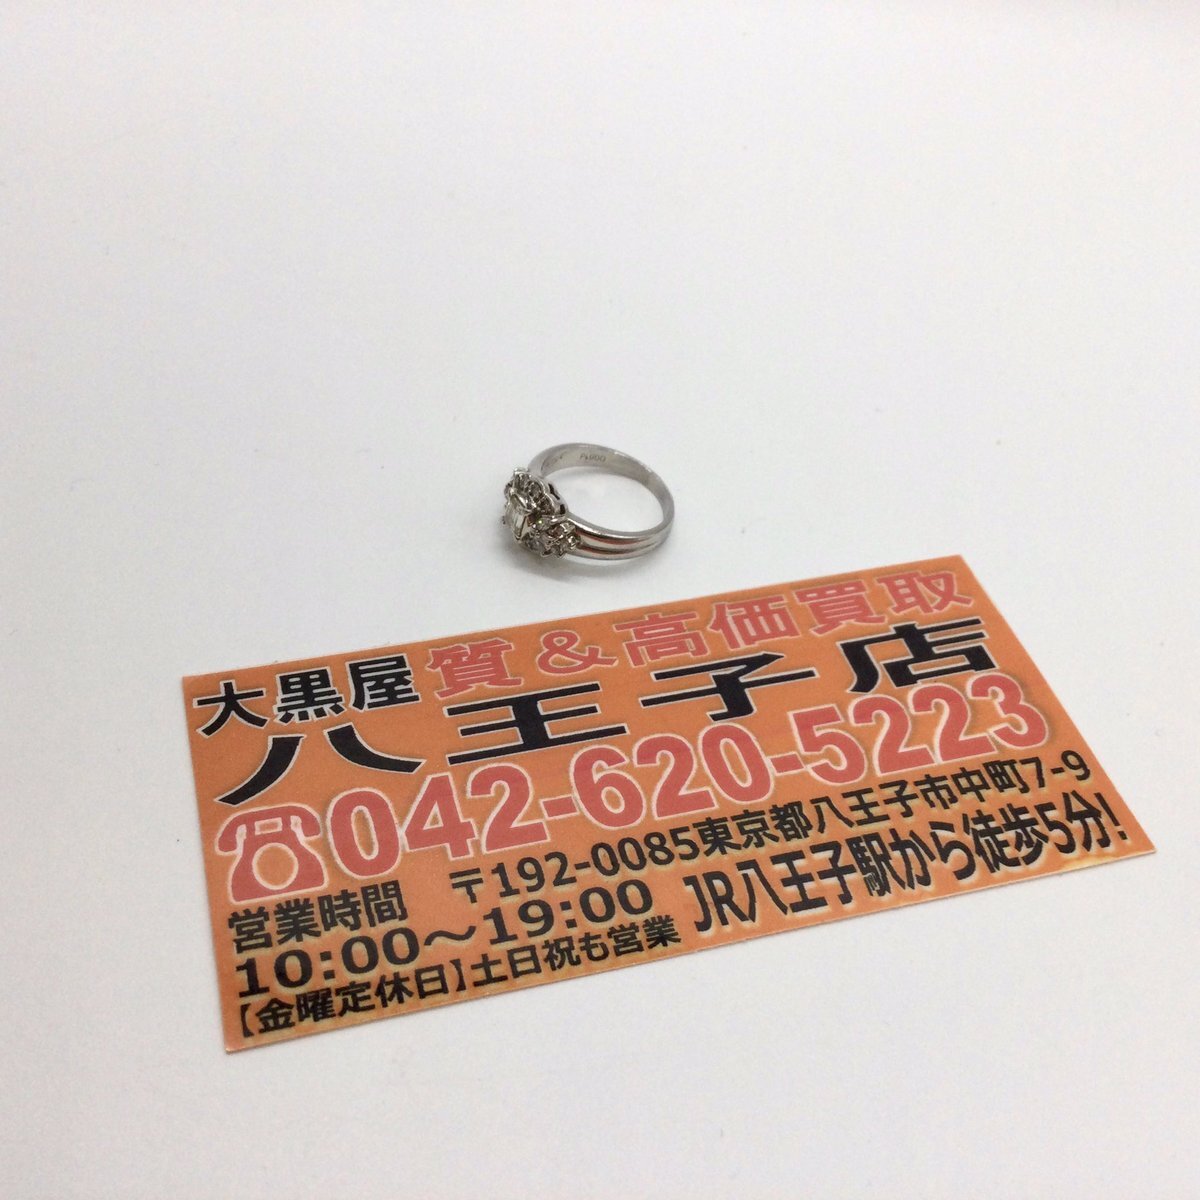 Pt900
大黒屋 質&高価買取
八王子店
☎042-620-5223
〒192-0085東京都八王子市中町7-9
営業時間
10:00～19:00 JR八王子駅から徒歩5分!
【金曜定休日】土日祝も営業